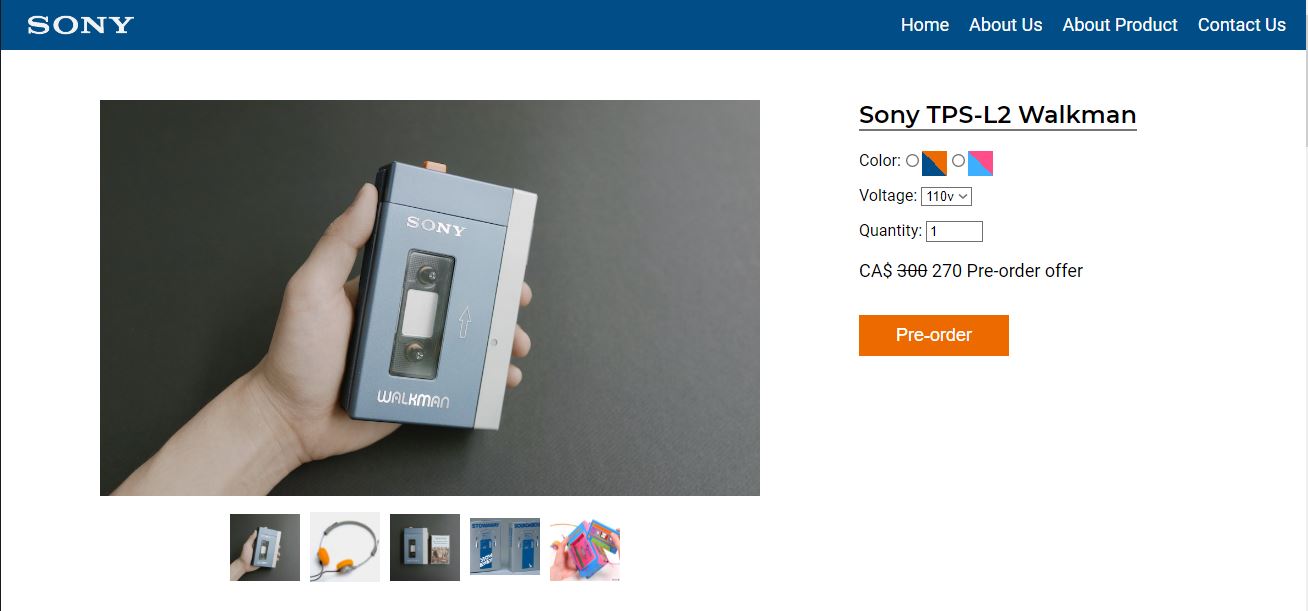 SONY Home About Us About Product Contact Us
Sony TPS-L2 Walkman
Color:
Voltage: 110v
Quantity: 1
CA$ 300 270 Pre-order offer
Pre-order
SONY
WALKMAN
STOWAWAY